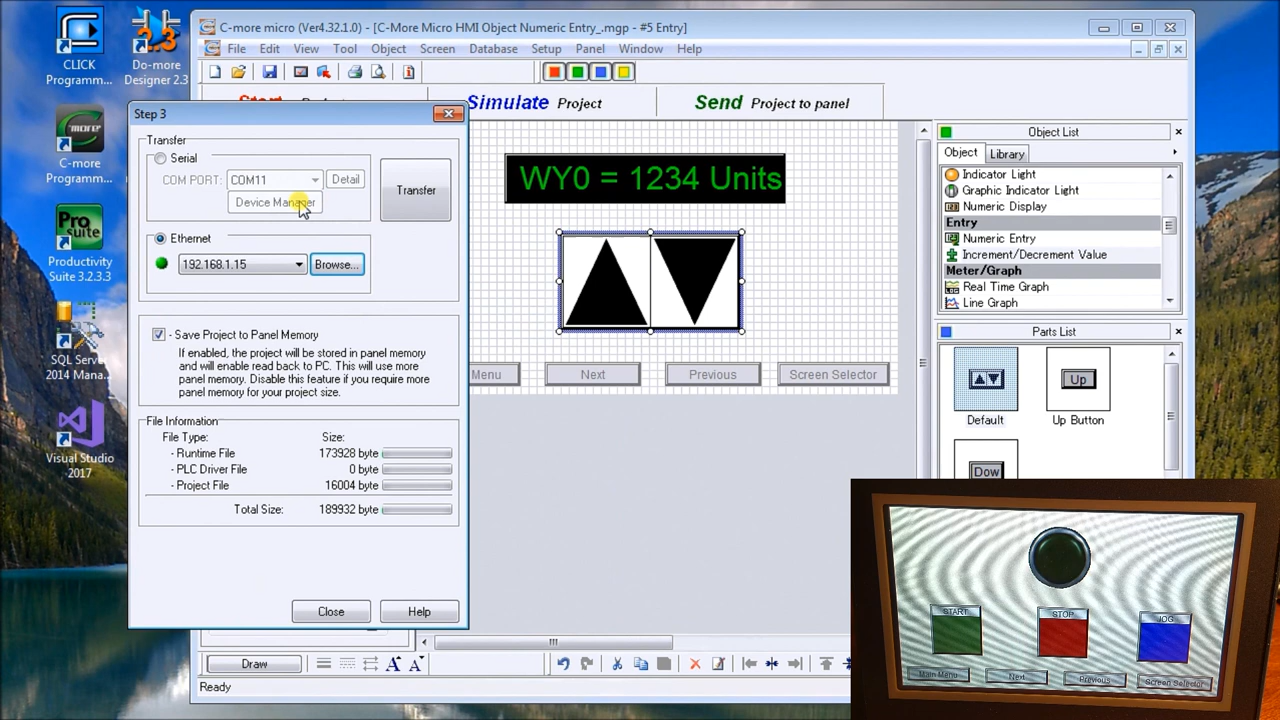 CLICK
Programm...
Do-more
Designer 2.3
C-more
Programm...
Productivity
Suite 3.2.3.3
SQL Serve
2014 Mana...
Visual Studio
2017
C-more micro (Ver4.32.1.0) - [C-More Micro HMI Object Numeric Entry_.mgp - #5 Entry]
File Edit View Tool Object Screen Database Setup Panel Window Help
Simulate Project
Send Project to panel
Step 3
Transfer
Serial
COM PORT: COM11 Detail
Device Manager
Transfer
Ethernet
192.168.1.15 Browse...
- Save Project to Panel Memory
If enabled, the project will be stored in panel memory
and will enable read back to PC. This will use more
panel memory. Disable this feature if you require more
panel memory for your project size.
File Information
File Type: Size:
- Runtime File 173928 byte
- PLC Driver File 0 byte
- Project File 16004 byte
Total Size: 189932 byte
Close Help
WY0 = 1234 Units
Menu Next Previous Screen Selector
Object List
Object Library
Indicator Light
Graphic Indicator Light
Numeric Display
Entry
Numeric Entry
Increment/Decrement Value
Meter/Graph
Real Time Graph
Line Graph
Parts List
Up
Default Up Button
Dow
Draw
Ready
START STOP JOG
Main Menu Next Previous Screen Selector